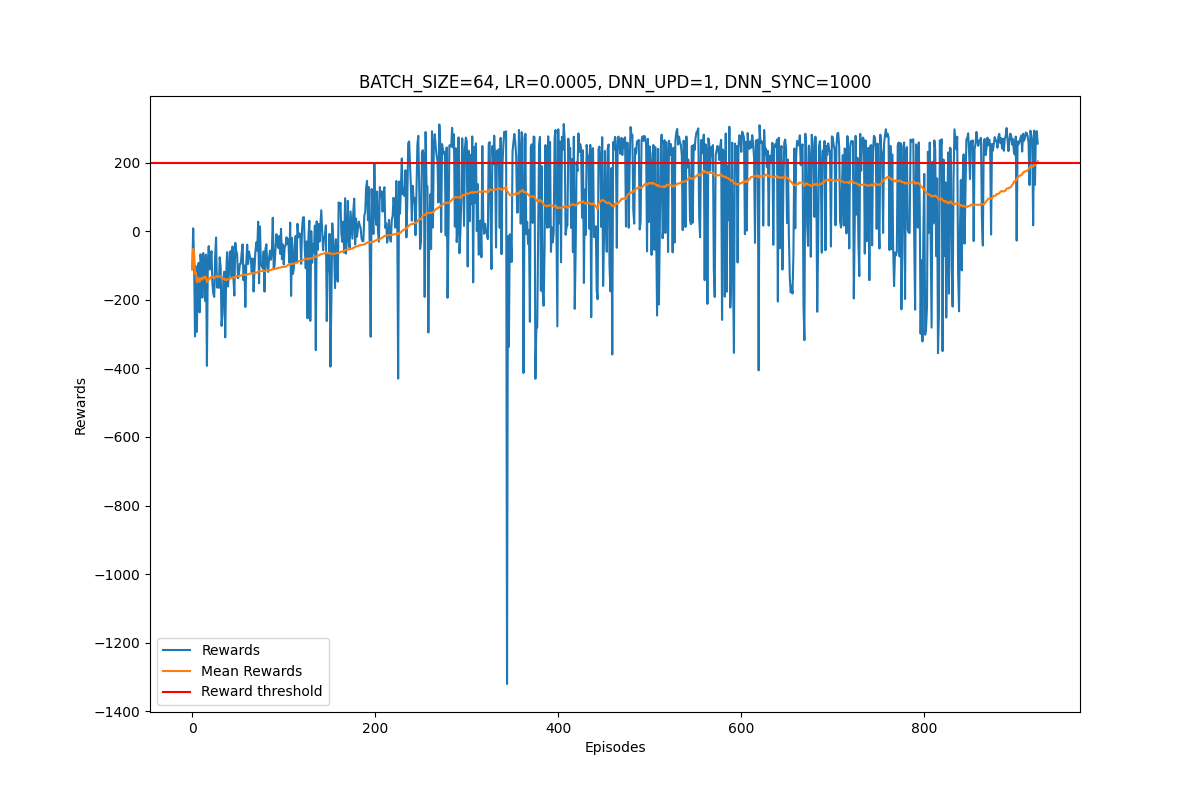 BATCH_SIZE=64, LR=0.0005, DNN_UPD=1, DNN_SYNC=1000
Rewards
200
0
−200
−400
−600
−800
−1000
−1200
−1400
Rewards
Mean Rewards
Reward threshold
0
200
400
600
800
Episodes